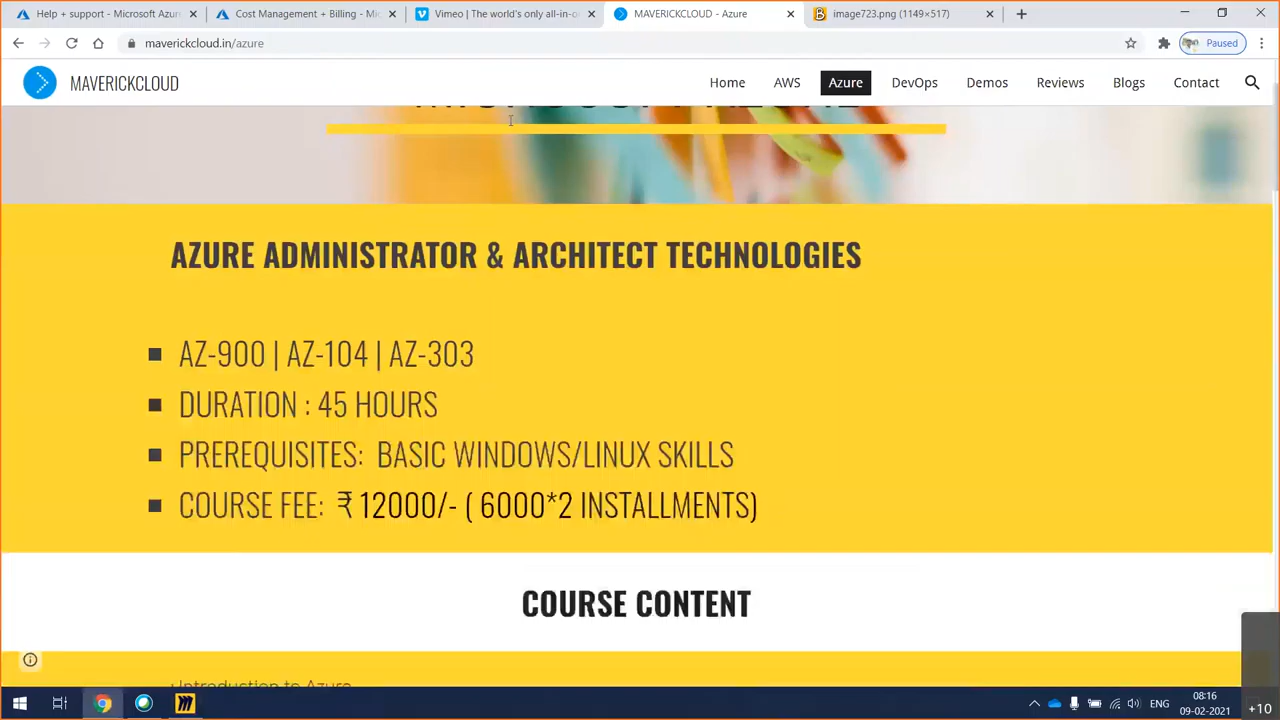 Help + support - Microsoft Azur
Cost Management + Billing - Mi
Vimeo | The world's only all-in-o
MAVERICKCLOUD - Azure
image723.png (1149×517)
maverickcloud.in/azure
Paused
MAVERICKCLOUD
Home
AWS
Azure
DevOps
Demos
Reviews
Blogs
Contact
AZURE ADMINISTRATOR & ARCHITECT TECHNOLOGIES
■ AZ-900 | AZ-104 | AZ-303
■ DURATION : 45 HOURS
■ PREREQUISITES: BASIC WINDOWS/LINUX SKILLS
■ COURSE FEE: ₹ 12000/- ( 6000*2 INSTALLMENTS)
COURSE CONTENT
Introduction to Azure
ENG
08:16
09-02-2021
+10